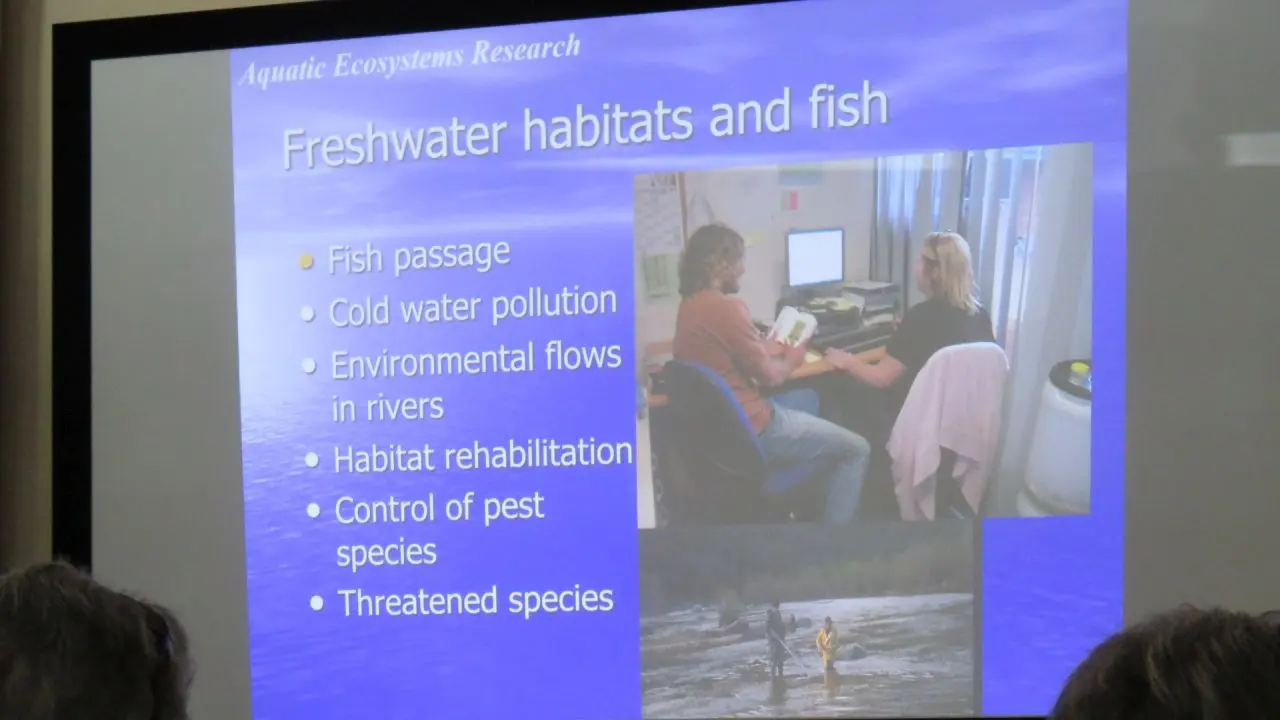 Aquatic Ecosystems Research
Freshwater habitats and fish
Fish passage
Cold water pollution
Environmental flows
in rivers
Habitat rehabilitation
Control of pest
species
Threatened species